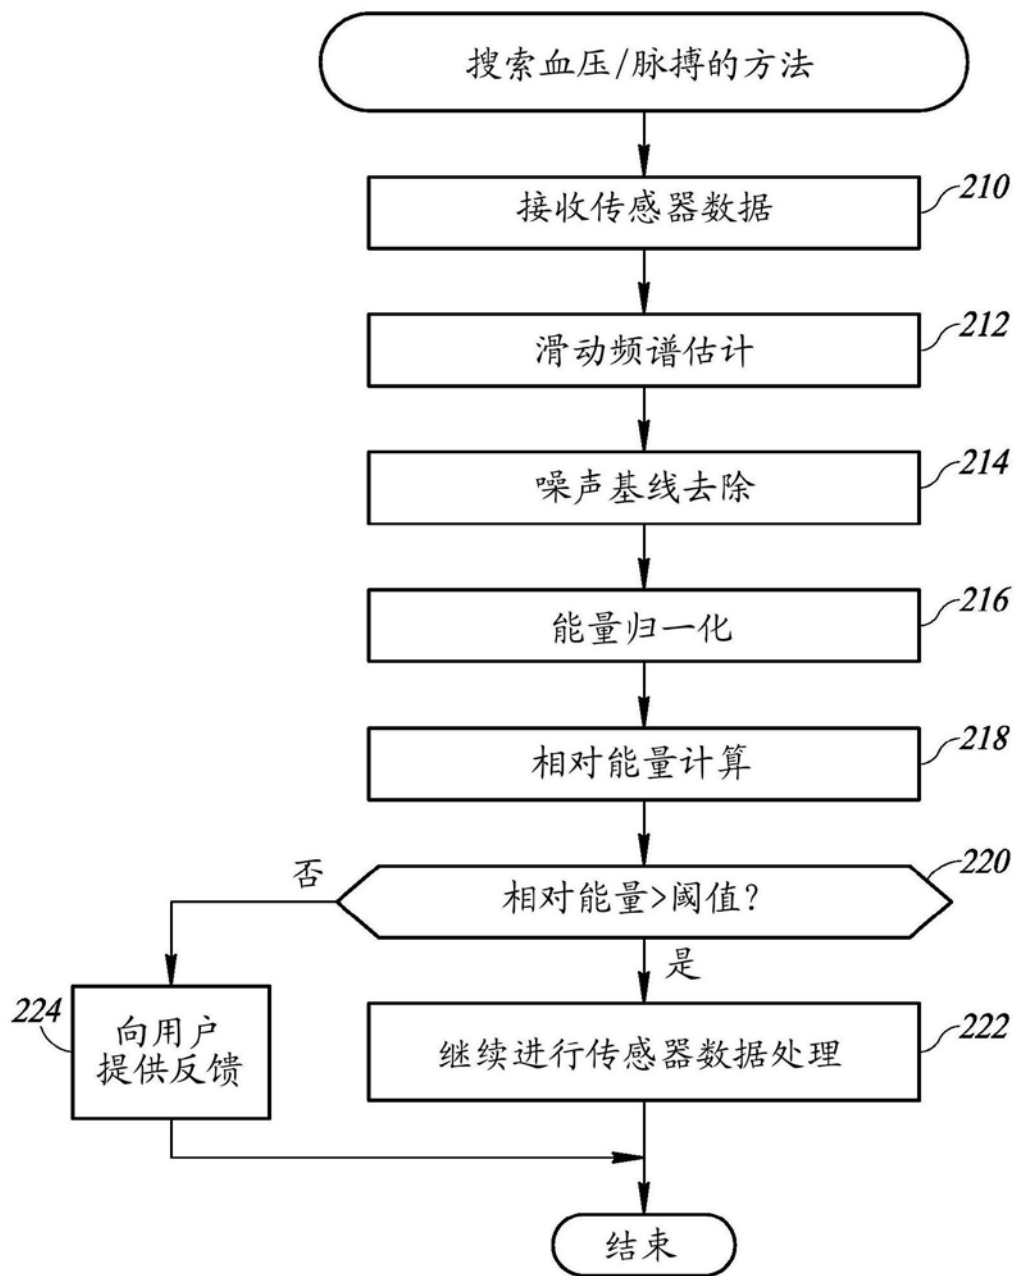 搜索血压/脉搏的方法
接收传感器数据
210
滑动频谱估计
212
噪声基线去除
214
能量归一化
216
相对能量计算
218
相对能量>阈值?
220
否
是
向用户
提供反馈
224
继续进行传感器数据处理
222
结束